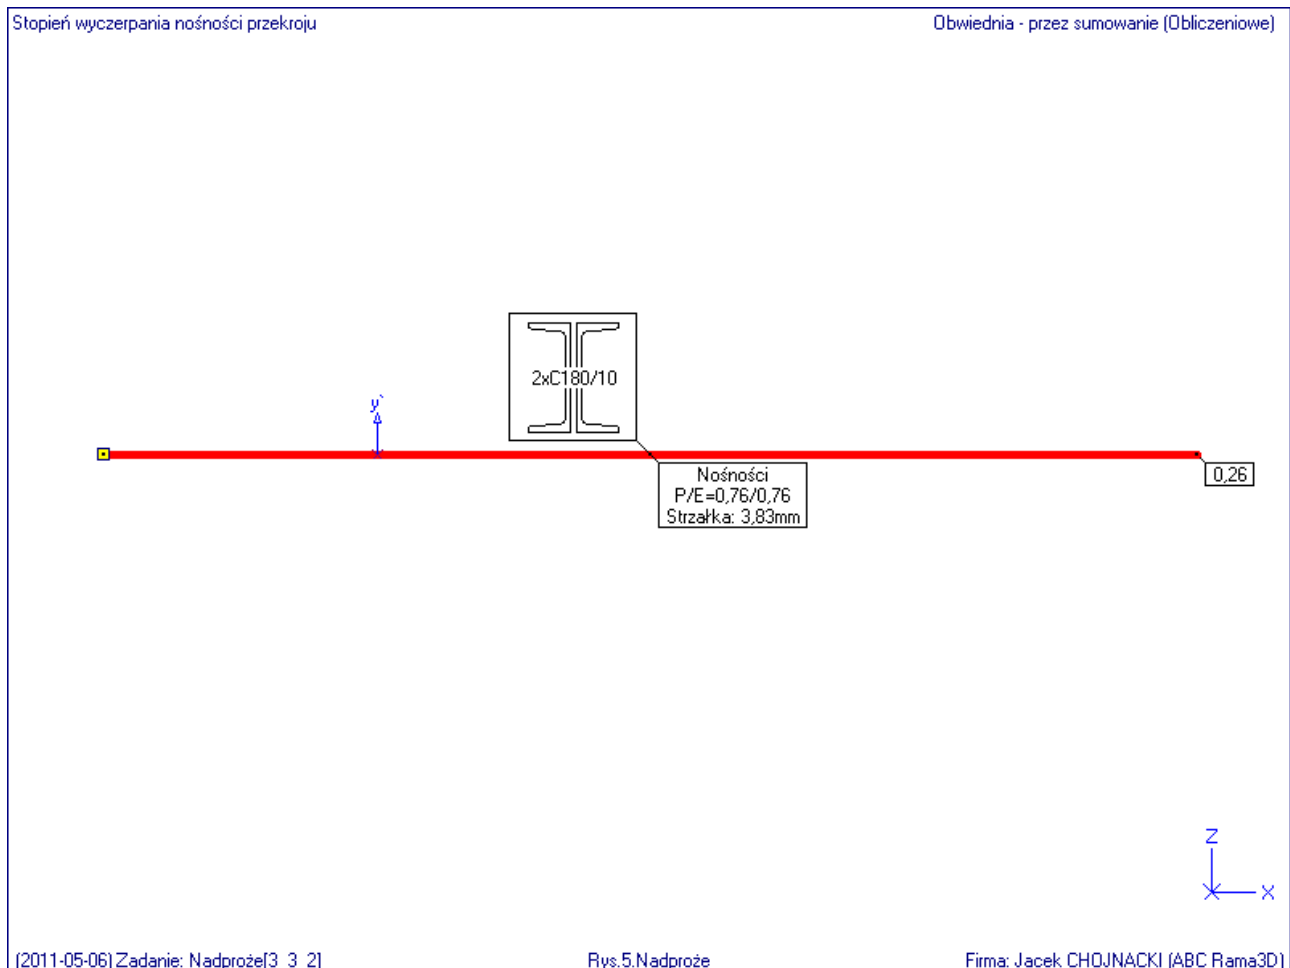 Stopień wyczerpania nośności przekroju
Obwiednia - przez sumowanie (Obliczeniowe)
2xC180/10
y`
Nośności
P/E=0,76/0,76
Strzałka: 3,83mm
0,26
Z
X
(2011-05-06) Zadanie: Nadproże[3_3_2]
Rys.5.Nadproże
Firma: Jacek CHOJNACKI (ABC Rama3D)